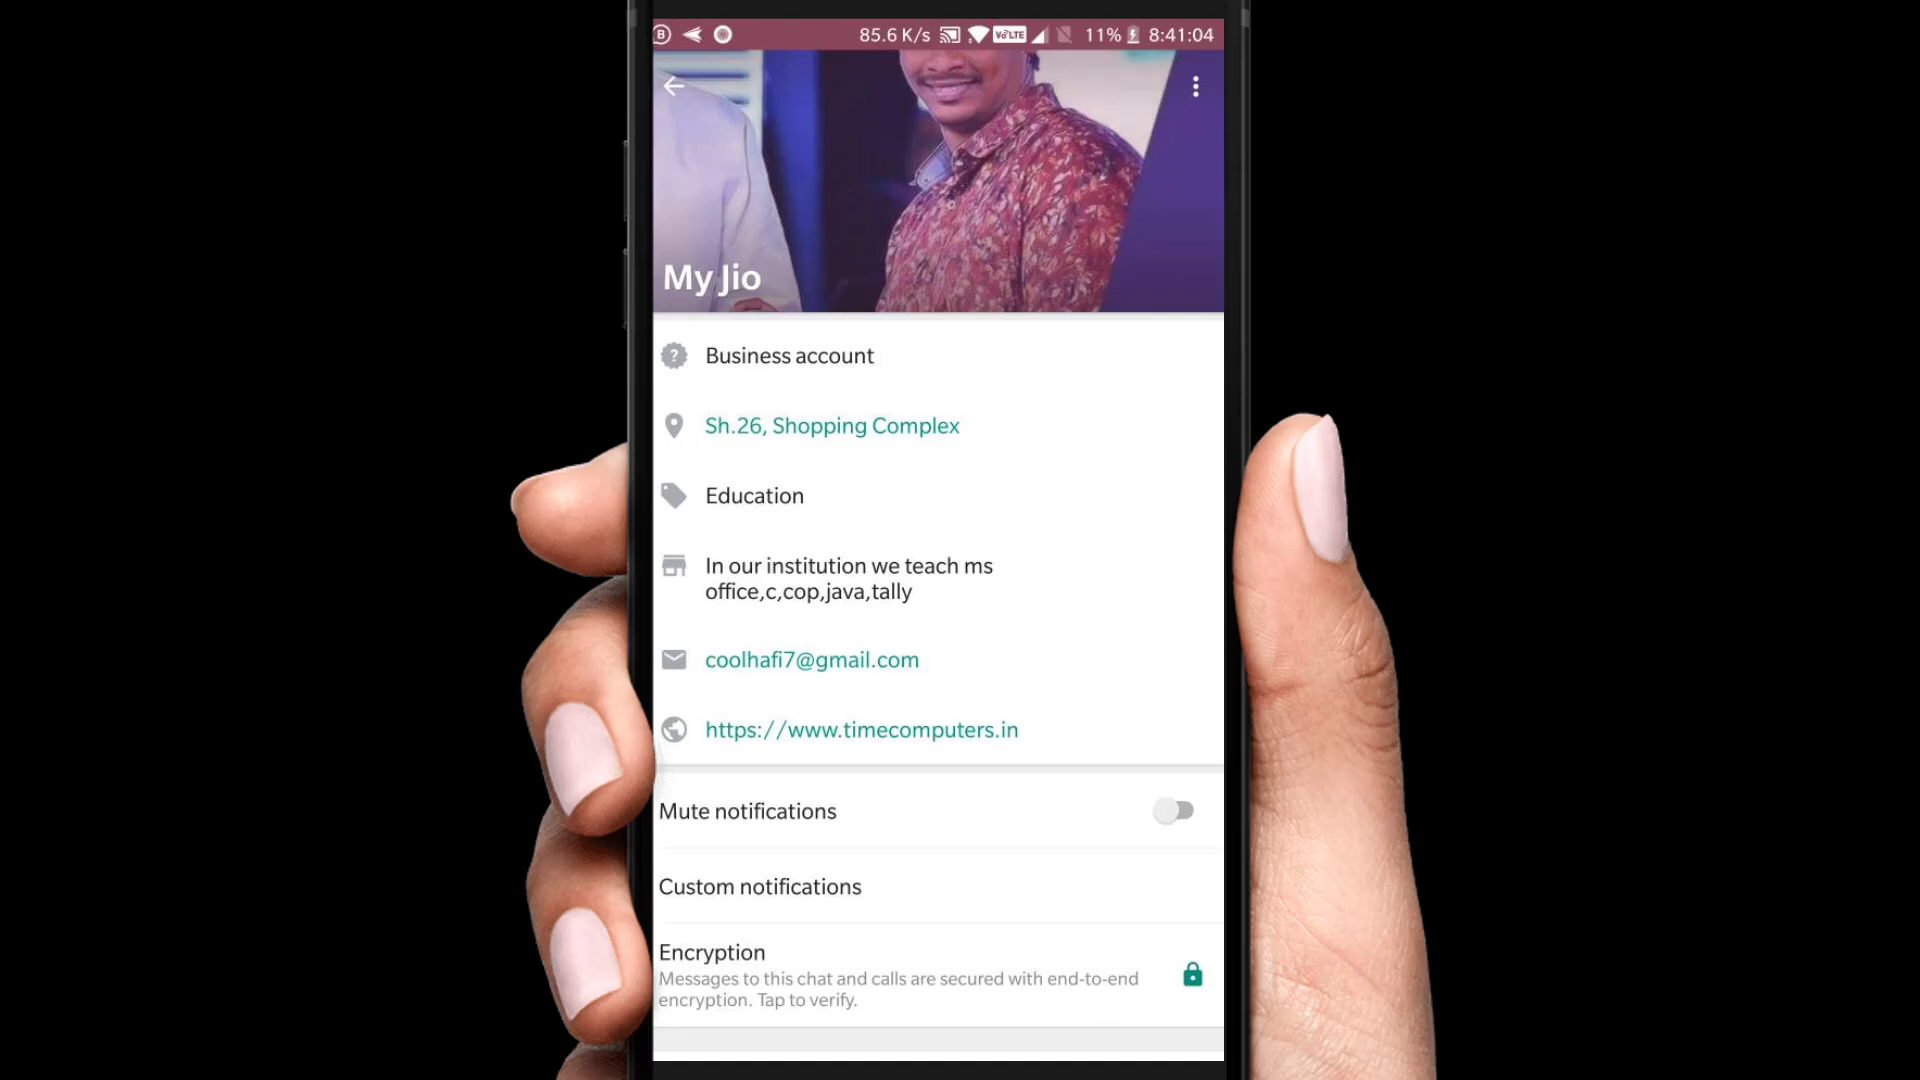 B 85.6 K/s VoLTE 11% 8:41:04
My Jio
? Business account
Sh.26, Shopping Complex
Education
In our institution we teach ms
office,c,cop,java,tally
coolhafi7@gmail.com
https://www.timecomputers.in
Mute notifications
Custom notifications
Encryption
Messages to this chat and calls are secured with end-to-end
encryption. Tap to verify.